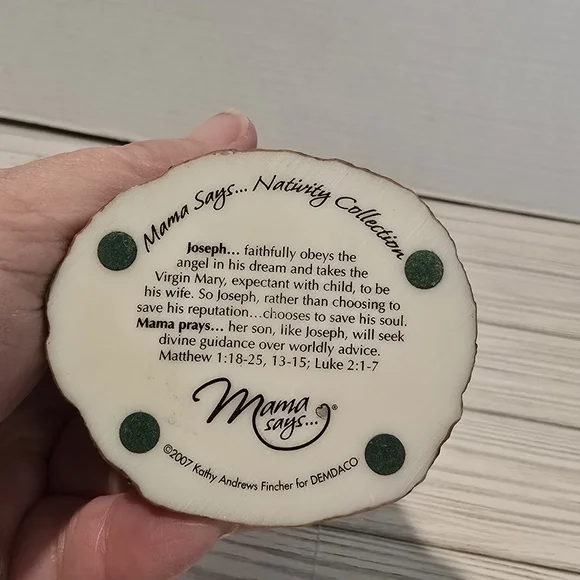 Mama Says... Nativity Collection
Joseph... faithfully obeys the
angel in his dream and takes the
Virgin Mary, expectant with child, to be
his wife. So Joseph, rather than choosing to
save his reputation...chooses to save his soul.
Mama prays... her son, like Joseph, will seek
divine guidance over worldly advice.
Matthew 1:18-25, 13-15; Luke 2:1-7
Mama
says...®
©2007 Kathy Andrews Fincher for DEMDACO